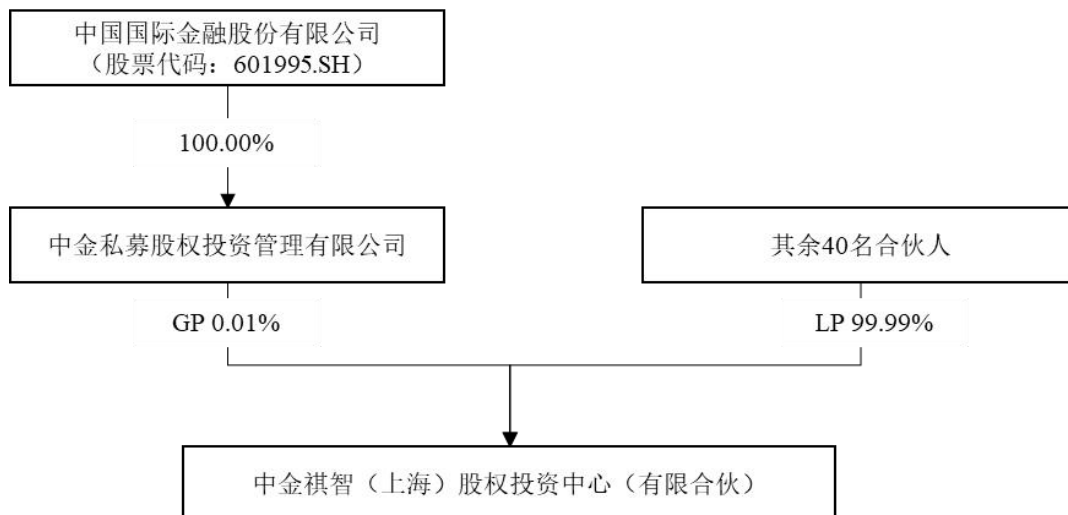 中国国际金融股份有限公司
（股票代码：601995.SH）
100.00%
中金私募股权投资管理有限公司
其余40名合伙人
GP 0.01%
LP 99.99%
中金祺智（上海）股权投资中心（有限合伙）